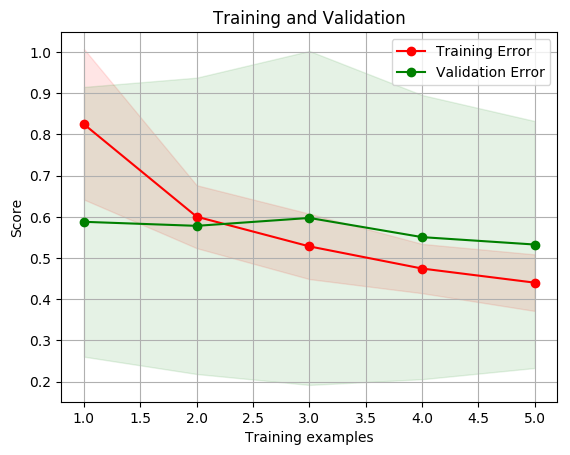 Training and Validation
Training Error
Validation Error
Score
1.0
0.9
0.8
0.7
0.6
0.5
0.4
0.3
0.2
1.0 1.5 2.0 2.5 3.0 3.5 4.0 4.5 5.0
Training examples